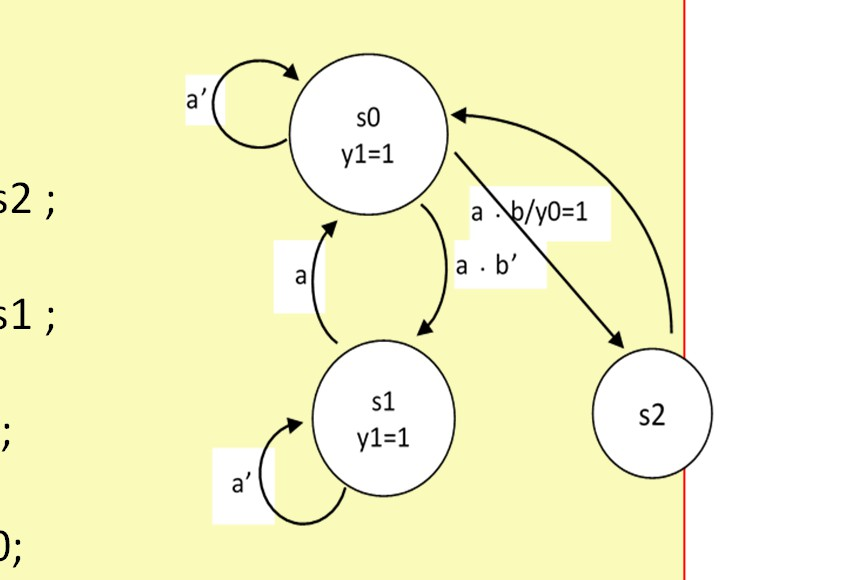 a′
s0
y1=1
s2 ;
a · b/y0=1
a
a · b′
s1 ;
s1
y1=1
s2
;
a′
0;